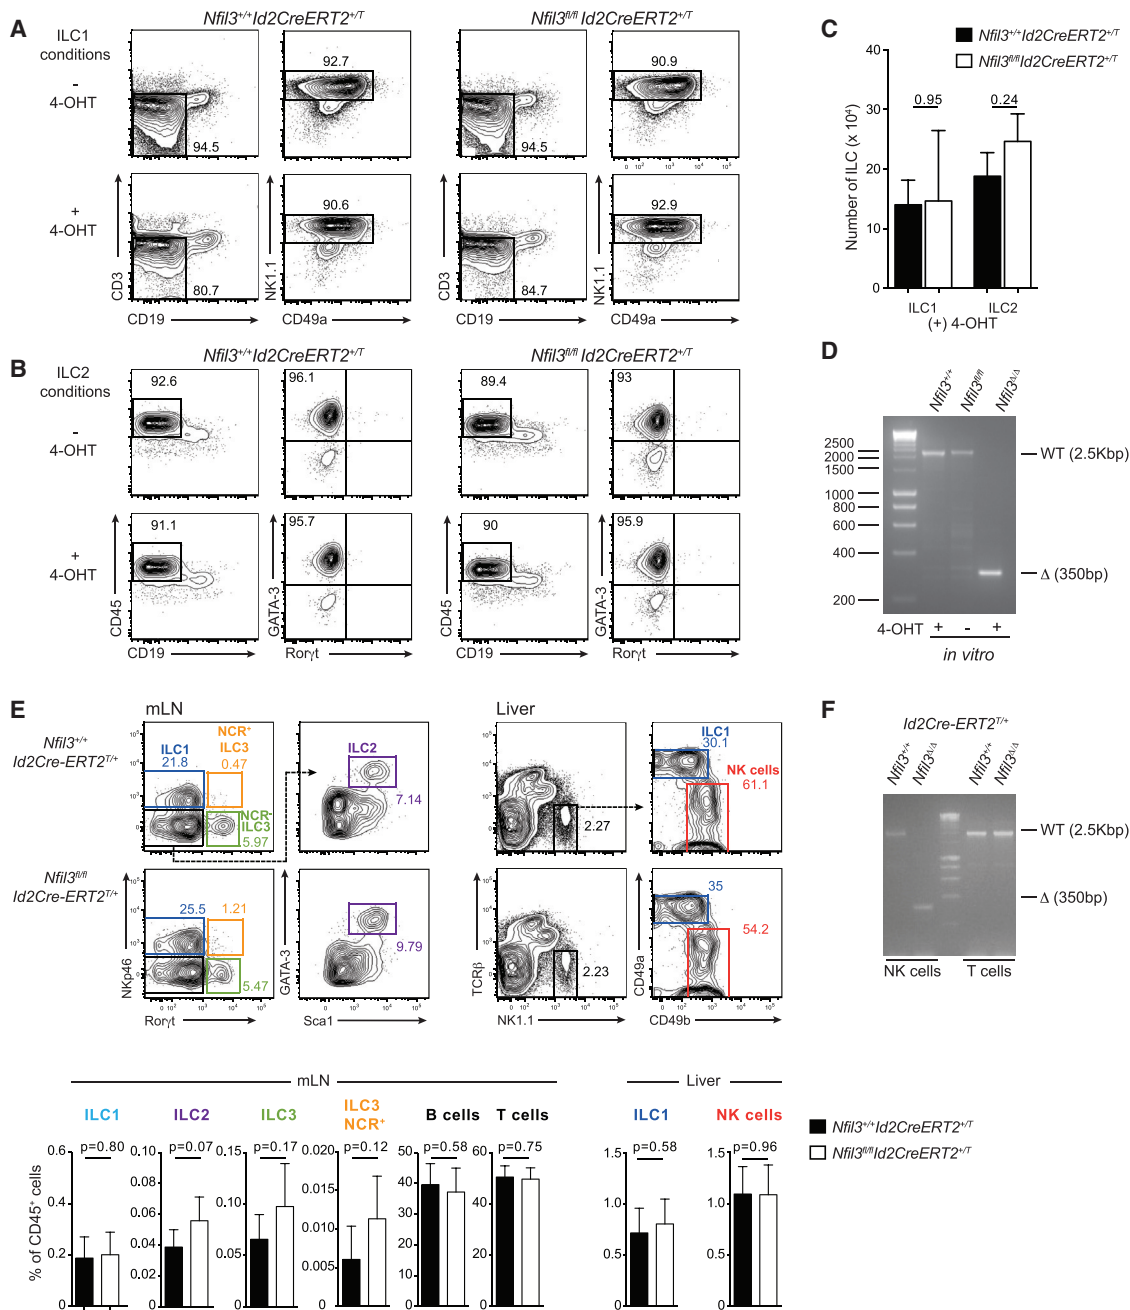 A
Nfil3+/+Id2CreERT2+/T
Nfil3fl/fl Id2CreERT2+/T
ILC1
conditions
-
4-OHT
92.7
94.5
90.9
94.5
0 10² 10³ 10⁴ 10⁵
+
4-OHT
90.6
80.7
92.9
84.7
CD3
NK1.1
CD3
NK1.1
CD19
CD49a
CD19
CD49a
B
Nfil3+/+Id2CreERT2+/T
Nfil3fl/fl Id2CreERT2+/T
ILC2
conditions
-
4-OHT
92.6
96.1
89.4
93
+
4-OHT
91.1
95.7
90
95.9
CD45
GATA-3
CD45
GATA-3
CD19
Rorγt
CD19
Rorγt
C
Nfil3+/+Id2CreERT2+/T
Nfil3fl/fl Id2CreERT2+/T
Number of ILC (x 10⁴)
40
30
20
10
0
0.95
0.24
ILC1
ILC2
(+) 4-OHT
D
Nfil3+/+
Nfil3fl/fl
Nfil3Δ/Δ
2500
2000
1500
1000
800
600
400
200
WT (2.5Kbp)
Δ (350bp)
4-OHT + - +
in vitro
E
mLN
Liver
Nfil3+/+
Id2Cre-ERT2T/+
ILC1
21.8
NCR+
ILC3
0.47
NCR-
ILC3
5.97
ILC2
7.14
2.27
ILC1
30.1
NK cells
61.1
Nfil3fl/fl
Id2Cre-ERT2T/+
25.5
1.21
5.47
9.79
2.23
35
54.2
NKp46
GATA-3
TCRβ
CD49a
Rorγt
Sca1
NK1.1
CD49b
F
Id2Cre-ERT2T/+
Nfil3+/+
Nfil3Δ/Δ
Nfil3+/+
Nfil3Δ/Δ
WT (2.5Kbp)
Δ (350bp)
NK cells
T cells
mLN
Liver
% of CD45+ cells
ILC1
p=0.80
0.6
0.4
0.2
0
ILC2
p=0.07
0.10
0.08
0.06
0.04
0.02
0
ILC3
p=0.17
0.15
0.10
0.05
0
ILC3
NCR+
p=0.12
0.020
0.015
0.010
0.005
0
B cells
p=0.58
50
40
30
20
10
0
T cells
p=0.75
60
40
20
0
ILC1
p=0.58
1.5
1.0
0.5
0
NK cells
p=0.96
1.5
1.0
0.5
0
Nfil3+/+Id2CreERT2+/T
Nfil3fl/flId2CreERT2+/T